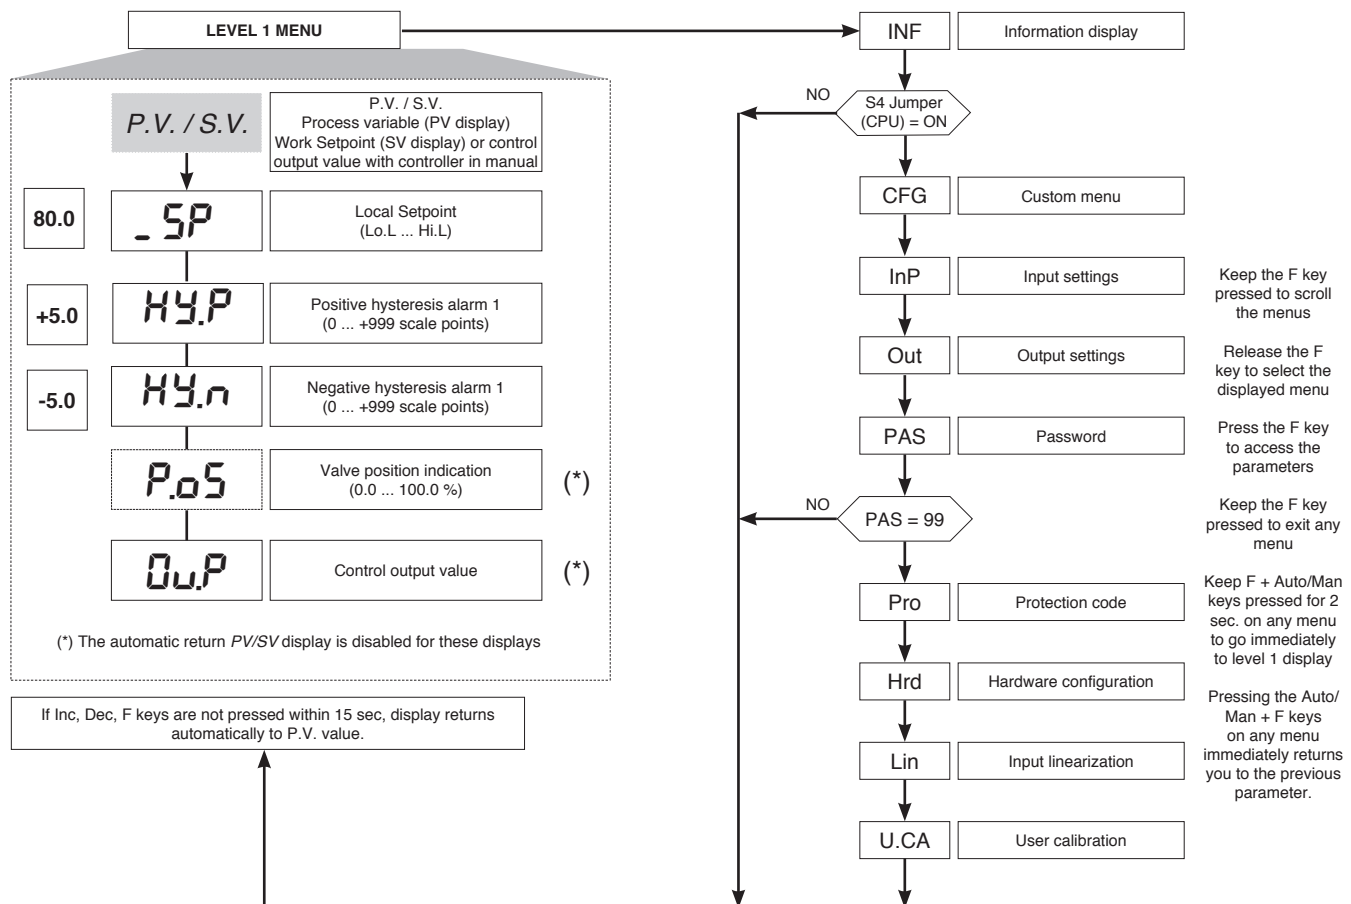 LEVEL 1 MENU
P.V. / S.V.
P.V. / S.V.
Process variable (PV display)
Work Setpoint (SV display) or control
output value with controller in manual
80.0
_SP
Local Setpoint
(Lo.L ... Hi.L)
+5.0
HY.P
Positive hysteresis alarm 1
(0 ... +999 scale points)
-5.0
HY.n
Negative hysteresis alarm 1
(0 ... +999 scale points)
P.oS
Valve position indication
(0.0 ... 100.0 %)
(*)
Ou.P
Control output value
(*)
(*) The automatic return PV/SV display is disabled for these displays
If Inc, Dec, F keys are not pressed within 15 sec, display returns
automatically to P.V. value.
INF
Information display
NO
S4 Jumper
(CPU) = ON
CFG
Custom menu
InP
Input settings
Out
Output settings
PAS
Password
NO
PAS = 99
Pro
Protection code
Hrd
Hardware configuration
Lin
Input linearization
U.CA
User calibration
Keep the F key
pressed to scroll
the menus
Release the F
key to select the
displayed menu
Press the F key
to access the
parameters
Keep the F key
pressed to exit any
menu
Keep F + Auto/Man
keys pressed for 2
sec. on any menu
to go immediately
to level 1 display
Pressing the Auto/
Man + F keys
on any menu
immediately returns
you to the previous
parameter.